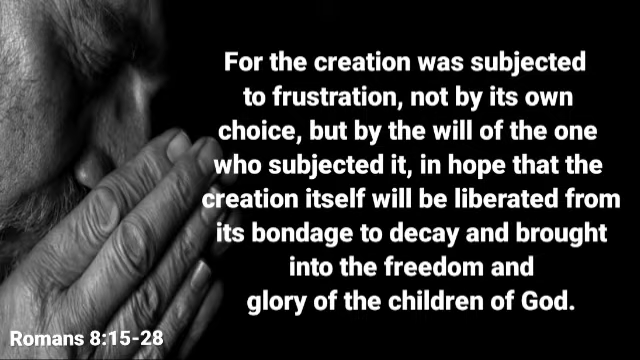 For the creation was subjected
to frustration, not by its own
choice, but by the will of the one
who subjected it, in hope that the
creation itself will be liberated from
its bondage to decay and brought
into the freedom and
glory of the children of God.
Romans 8:15-28